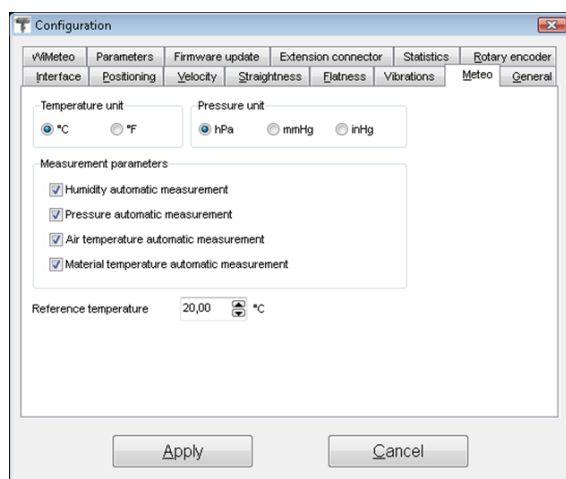 Configuration
WiMeteo Parameters Firmware update Extension connector Statistics Rotary encoder
Interface Positioning Velocity Straightness Flatness Vibrations Meteo General
Temperature unit Pressure unit
°C °F hPa mmHg inHg
Measurement parameters
Humidity automatic measurement
Pressure automatic measurement
Air temperature automatic measurement
Material temperature automatic measurement
Reference temperature 20,00 °C
Apply Cancel